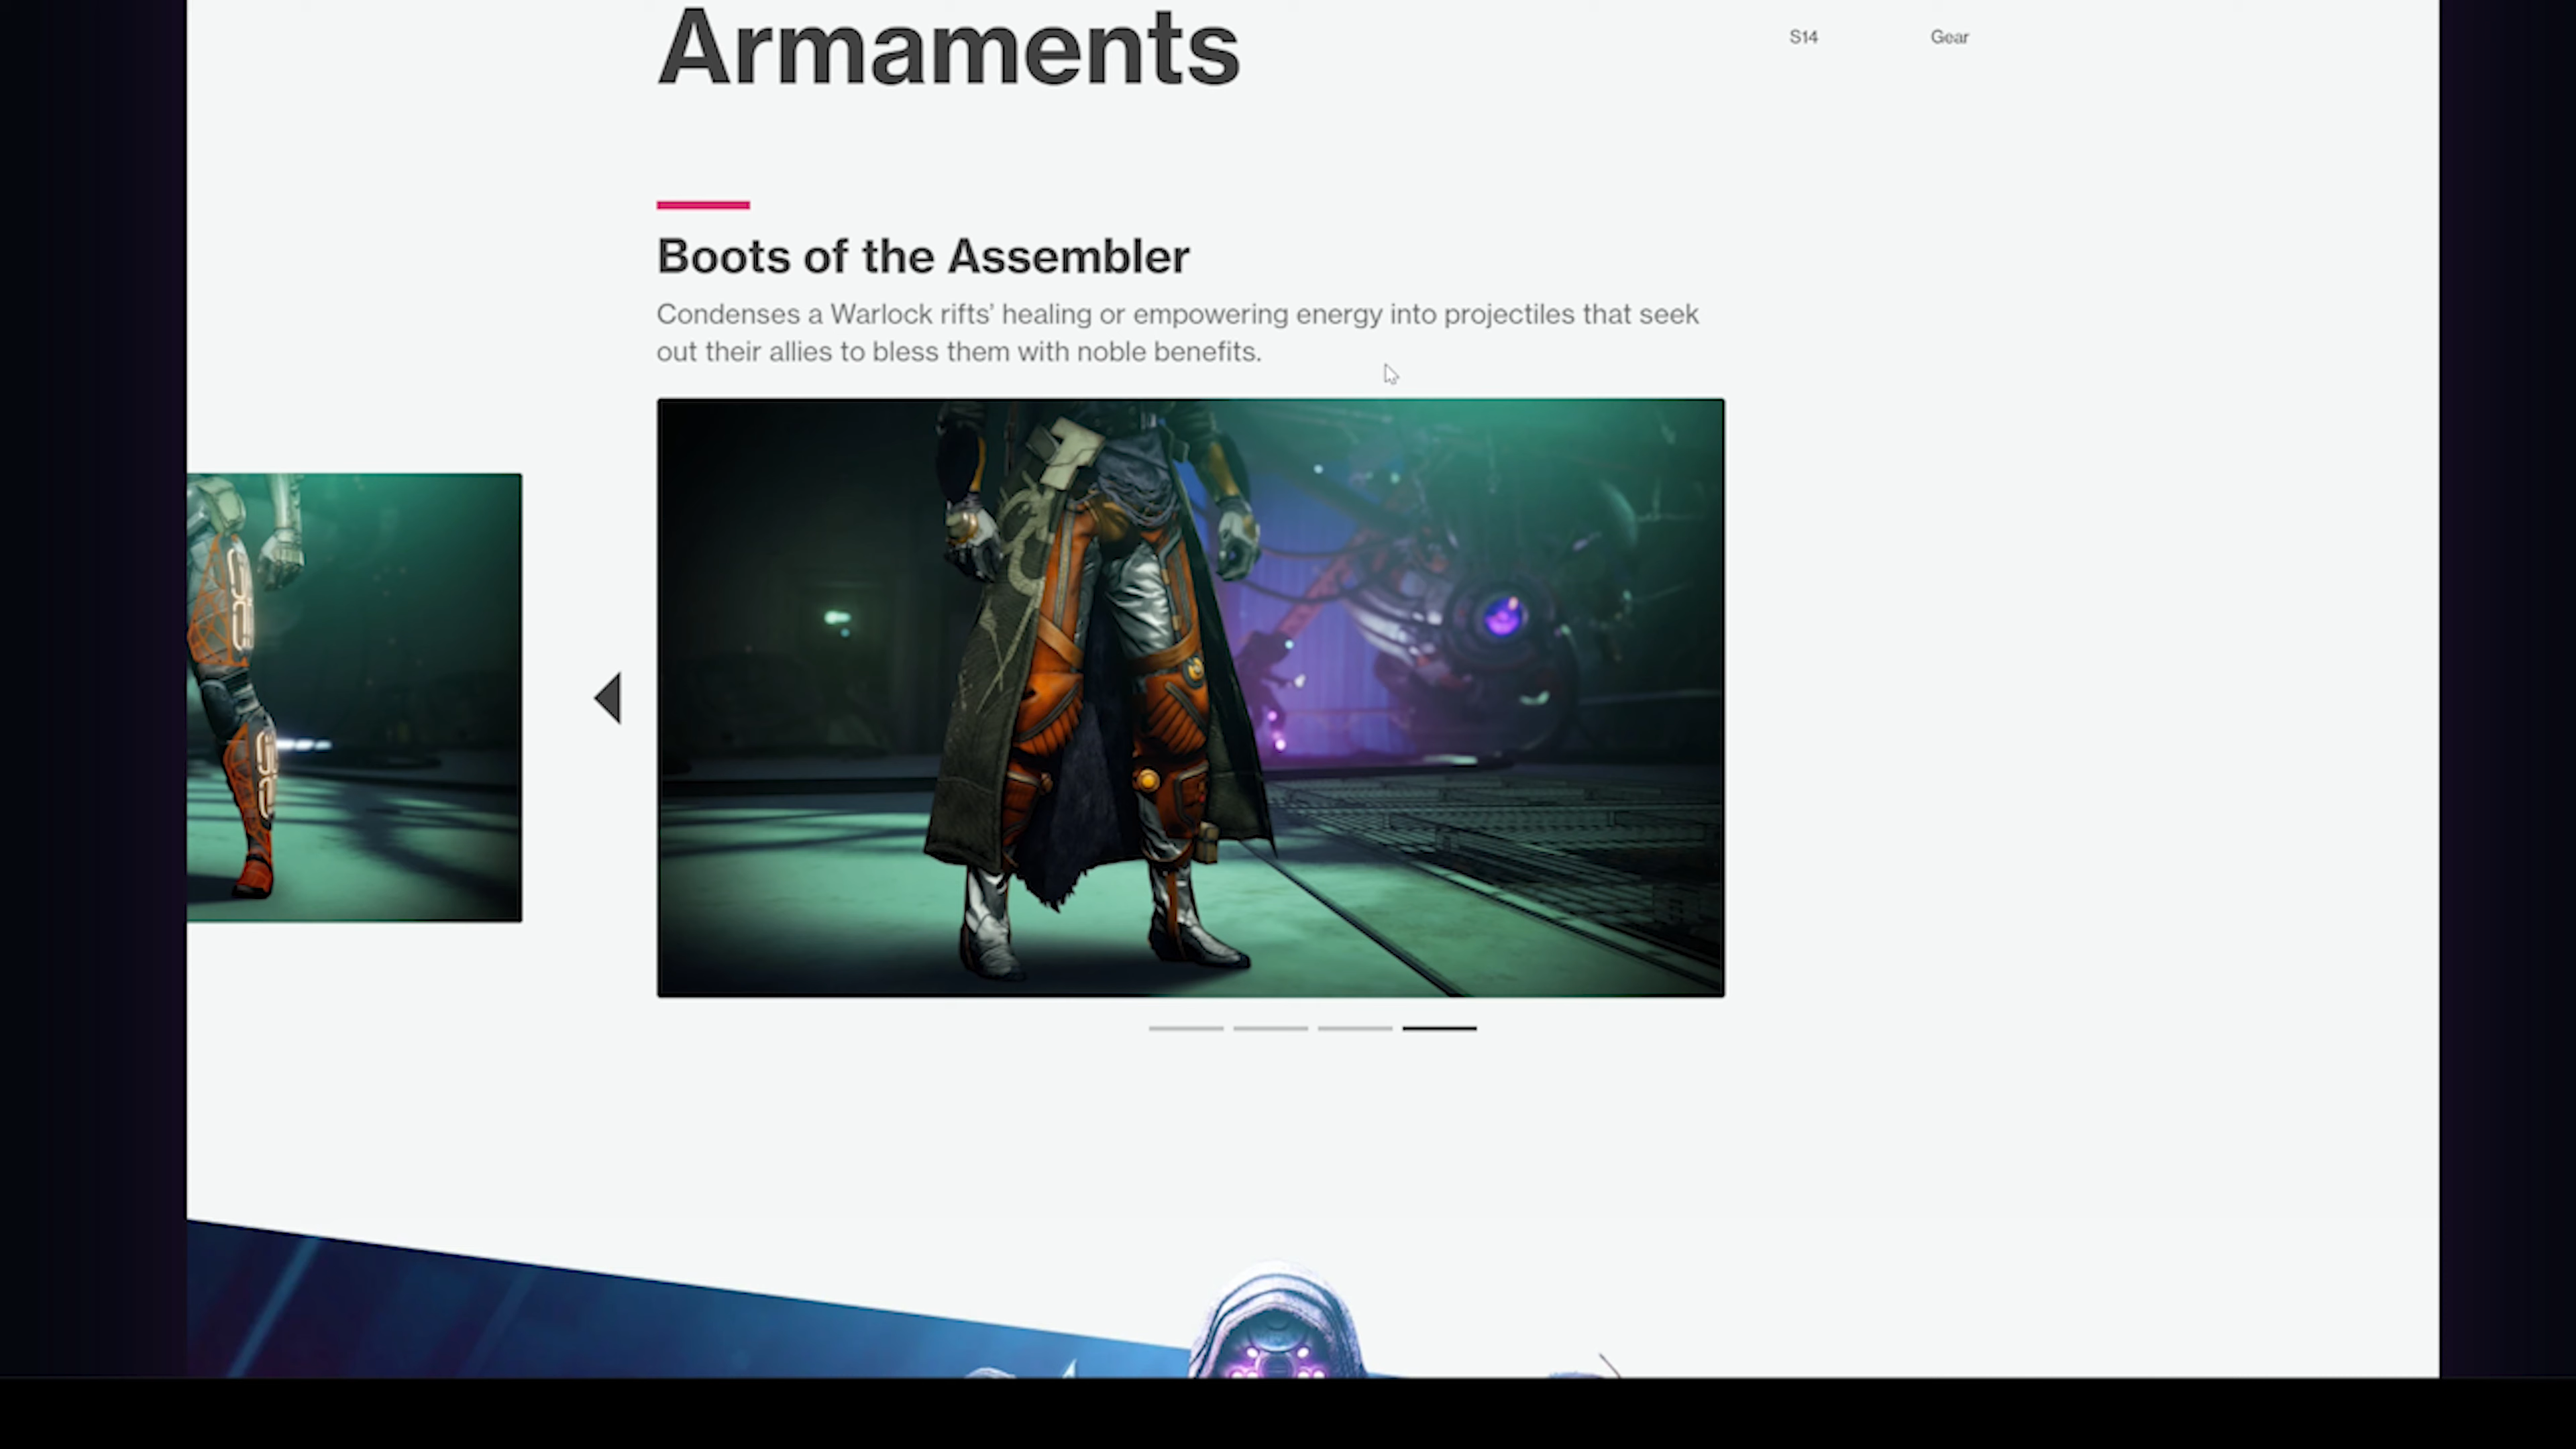 Armaments
S14
Gear
Boots of the Assembler
Condenses a Warlock rifts’ healing or empowering energy into projectiles that seek
out their allies to bless them with noble benefits.